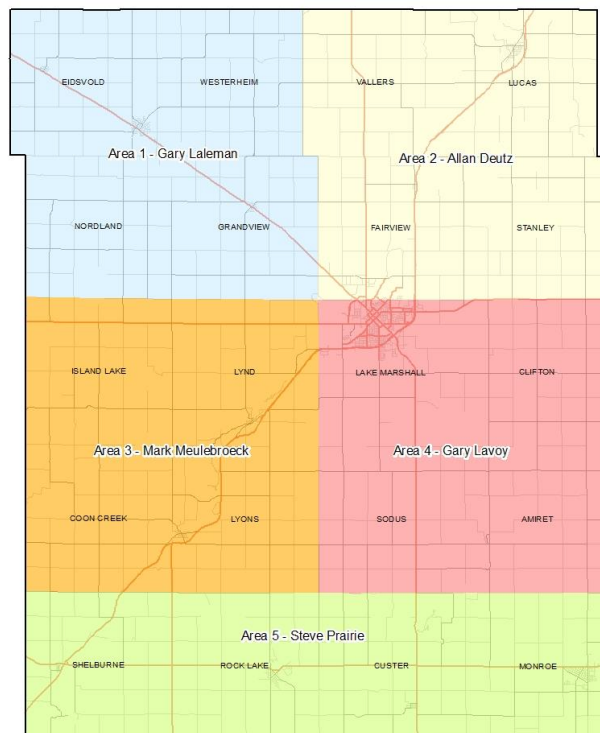 EIDSVOLD
WESTERHEIM
VALLERS
LUCAS
Area 1 - Gary Laleman
Area 2 - Allan Deutz
NORDLAND
GRANDVIEW
FAIRVIEW
STANLEY
ISLAND LAKE
LYND
LAKE MARSHALL
CLIFTON
Area 3 - Mark Meulebroeck
Area 4 - Gary Lavoy
COON CREEK
LYONS
SODUS
AMIRET
Area 5 - Steve Prairie
SHELBURNE
ROCK LAKE
CUSTER
MONROE